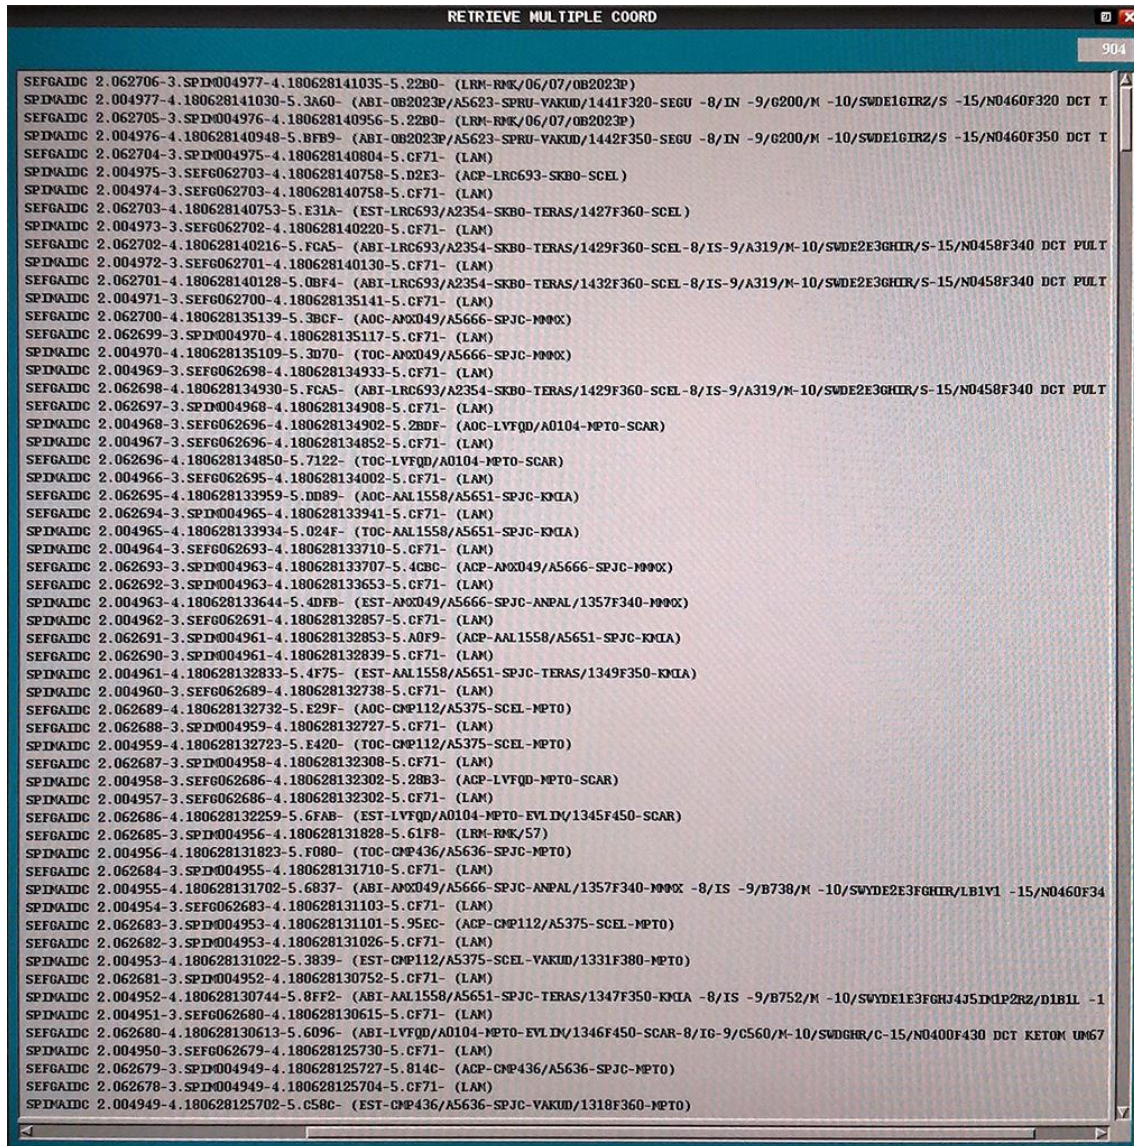 RETRIEVE MULTIPLE COORD
904
SEFGAIDC 2.062706-3.SPIM004977-4.180628141035-5.22B0- (LRM-RMK/06/07/OB2023P)
SPIMAIDC 2.004977-4.180628141030-5.3A60- (ABI-OB2023P/A5623-SPRU-VAKUD/1441F320-SEGU -8/IN -9/G200/M -10/SWDE1GIRZ/S -15/N0460F320 DCT T
SEFGAIDC 2.062705-3.SPIM004976-4.180628140956-5.22B0- (LRM-RMK/06/07/OB2023P)
SPIMAIDC 2.004976-4.180628140948-5.BFB9- (ABI-OB2023P/A5623-SPRU-VAKUD/1442F350-SEGU -8/IN -9/G200/M -10/SWDE1GIRZ/S -15/N0460F350 DCT T
SEFGAIDC 2.062704-3.SPIM004975-4.180628140804-5.CF71- (LAM)
SPIMAIDC 2.004975-3.SEFG062703-4.180628140758-5.D2E3- (ACP-LRC693-SKBO-SCEL)
SPIMAIDC 2.004974-3.SEFG062703-4.180628140758-5.CF71- (LAM)
SEFGAIDC 2.062703-4.180628140753-5.E31A- (EST-LRC693/A2354-SKBO-TERAS/1427F360-SCEL)
SPIMAIDC 2.004973-3.SEFG062702-4.180628140220-5.CF71- (LAM)
SEFGAIDC 2.062702-4.180628140216-5.FCA5- (ABI-LRC693/A2354-SKBO-TERAS/1429F360-SCEL-8/IS-9/A319/M-10/SWDE2E3GHIR/S-15/N0458F340 DCT PULT
SPIMAIDC 2.004972-3.SEFG062701-4.180628140130-5.CF71- (LAM)
SEFGAIDC 2.062701-4.180628140128-5.0BF4- (ABI-LRC693/A2354-SKBO-TERAS/1432F360-SCEL-8/IS-9/A319/M-10/SWDE2E3GHIR/S-15/N0458F340 DCT PULT
SPIMAIDC 2.004971-3.SEFG062700-4.180628135141-5.CF71- (LAM)
SEFGAIDC 2.062700-4.180628135139-5.3BCF- (AOC-AMX049/A5666-SPJC-MMMX)
SEFGAIDC 2.062699-3.SPIM004970-4.180628135117-5.CF71- (LAM)
SPIMAIDC 2.004970-4.180628135109-5.3D70- (TOC-AMX049/A5666-SPJC-MMMX)
SPIMAIDC 2.004969-3.SEFG062698-4.180628134933-5.CF71- (LAM)
SEFGAIDC 2.062698-4.180628134930-5.FCA5- (ABI-LRC693/A2354-SKBO-TERAS/1429F360-SCEL-8/IS-9/A319/M-10/SWDE2E3GHIR/S-15/N0458F340 DCT PULT
SEFGAIDC 2.062697-3.SPIM004968-4.180628134908-5.CF71- (LAM)
SPIMAIDC 2.004968-3.SEFG062696-4.180628134902-5.2BDF- (AOC-LVFQD/A0104-MPTO-SCAR)
SPIMAIDC 2.004967-3.SEFG062696-4.180628134852-5.CF71- (LAM)
SEFGAIDC 2.062696-4.180628134850-5.7122- (TOC-LVFQD/A0104-MPTO-SCAR)
SPIMAIDC 2.004966-3.SEFG062695-4.180628134002-5.CF71- (LAM)
SEFGAIDC 2.062695-4.180628133959-5.DD89- (AOC-AAL1558/A5651-SPJC-KMIA)
SEFGAIDC 2.062694-3.SPIM004965-4.180628133941-5.CF71- (LAM)
SPIMAIDC 2.004965-4.180628133934-5.024F- (TOC-AAL1558/A5651-SPJC-KMIA)
SPIMAIDC 2.004964-3.SEFG062693-4.180628133710-5.CF71- (LAM)
SEFGAIDC 2.062693-3.SPIM004963-4.180628133707-5.4CBC- (ACP-AMX049/A5666-SPJC-MMMX)
SEFGAIDC 2.062692-3.SPIM004963-4.180628133653-5.CF71- (LAM)
SPIMAIDC 2.004963-4.180628133644-5.4DFB- (EST-AMX049/A5666-SPJC-ANPAL/1357F340-MMMX)
SPIMAIDC 2.004962-3.SEFG062691-4.180628132857-5.CF71- (LAM)
SEFGAIDC 2.062691-3.SPIM004961-4.180628132853-5.A0F9- (ACP-AAL1558/A5651-SPJC-KMIA)
SEFGAIDC 2.062690-3.SPIM004961-4.180628132839-5.CF71- (LAM)
SPIMAIDC 2.004961-4.180628132833-5.4F75- (EST-AAL1558/A5651-SPJC-TERAS/1349F350-KMIA)
SPIMAIDC 2.004960-3.SEFG062689-4.180628132738-5.CF71- (LAM)
SEFGAIDC 2.062689-4.180628132732-5.E29F- (AOC-CMP112/A5375-SCEL-MPTO)
SEFGAIDC 2.062688-3.SPIM004959-4.180628132727-5.CF71- (LAM)
SPIMAIDC 2.004959-4.180628132723-5.E420- (TOC-CMP112/A5375-SCEL-MPTO)
SEFGAIDC 2.062687-3.SPIM004958-4.180628132308-5.CF71- (LAM)
SPIMAIDC 2.004958-3.SEFG062686-4.180628132302-5.28B3- (ACP-LVFQD-MPTO-SCAR)
SPIMAIDC 2.004957-3.SEFG062686-4.180628132302-5.CF71- (LAM)
SEFGAIDC 2.062686-4.180628132259-5.6FAB- (EST-LVFQD/A0104-MPTO-EVLIM/1345F450-SCAR)
SEFGAIDC 2.062685-3.SPIM004956-4.180628131828-5.61F8- (LRM-RMK/57)
SPIMAIDC 2.004956-4.180628131823-5.F080- (TOC-CMP436/A5636-SPJC-MPTO)
SEFGAIDC 2.062684-3.SPIM004955-4.180628131710-5.CF71- (LAM)
SPIMAIDC 2.004955-4.180628131702-5.6837- (ABI-AMX049/A5666-SPJC-ANPAL/1357F340-MMMX -8/IS -9/B738/M -10/SWYDE2E3FGHIR/LB1V1 -15/N0460F34
SPIMAIDC 2.004954-3.SEFG062683-4.180628131103-5.CF71- (LAM)
SEFGAIDC 2.062683-3.SPIM004953-4.180628131101-5.95EC- (ACP-CMP112/A5375-SCEL-MPTO)
SEFGAIDC 2.062682-3.SPIM004953-4.180628131026-5.CF71- (LAM)
SPIMAIDC 2.004953-4.180628131022-5.3839- (EST-CMP112/A5375-SCEL-VAKUD/1331F380-MPTO)
SEFGAIDC 2.062681-3.SPIM004952-4.180628130752-5.CF71- (LAM)
SPIMAIDC 2.004952-4.180628130744-5.8FF2- (ABI-AAL1558/A5651-SPJC-TERAS/1347F350-KMIA -8/IS -9/B752/M -10/SWYDE1E3FGHJ4J5IM1P2RZ/D1B1L -1
SPIMAIDC 2.004951-3.SEFG062680-4.180628130615-5.CF71- (LAM)
SEFGAIDC 2.062680-4.180628130613-5.6096- (ABI-LVFQD/A0104-MPTO-EVLIM/1346F450-SCAR-8/IG-9/C560/M-10/SWDGHR/C-15/N0400F430 DCT KETOM UM67
SPIMAIDC 2.004950-3.SEFG062679-4.180628125730-5.CF71- (LAM)
SEFGAIDC 2.062679-3.SPIM004949-4.180628125727-5.814C- (ACP-CMP436/A5636-SPJC-MPTO)
SEFGAIDC 2.062678-3.SPIM004949-4.180628125704-5.CF71- (LAM)
SPIMAIDC 2.004949-4.180628125702-5.C58C- (EST-CMP436/A5636-SPJC-VAKUD/1318F360-MPTO)